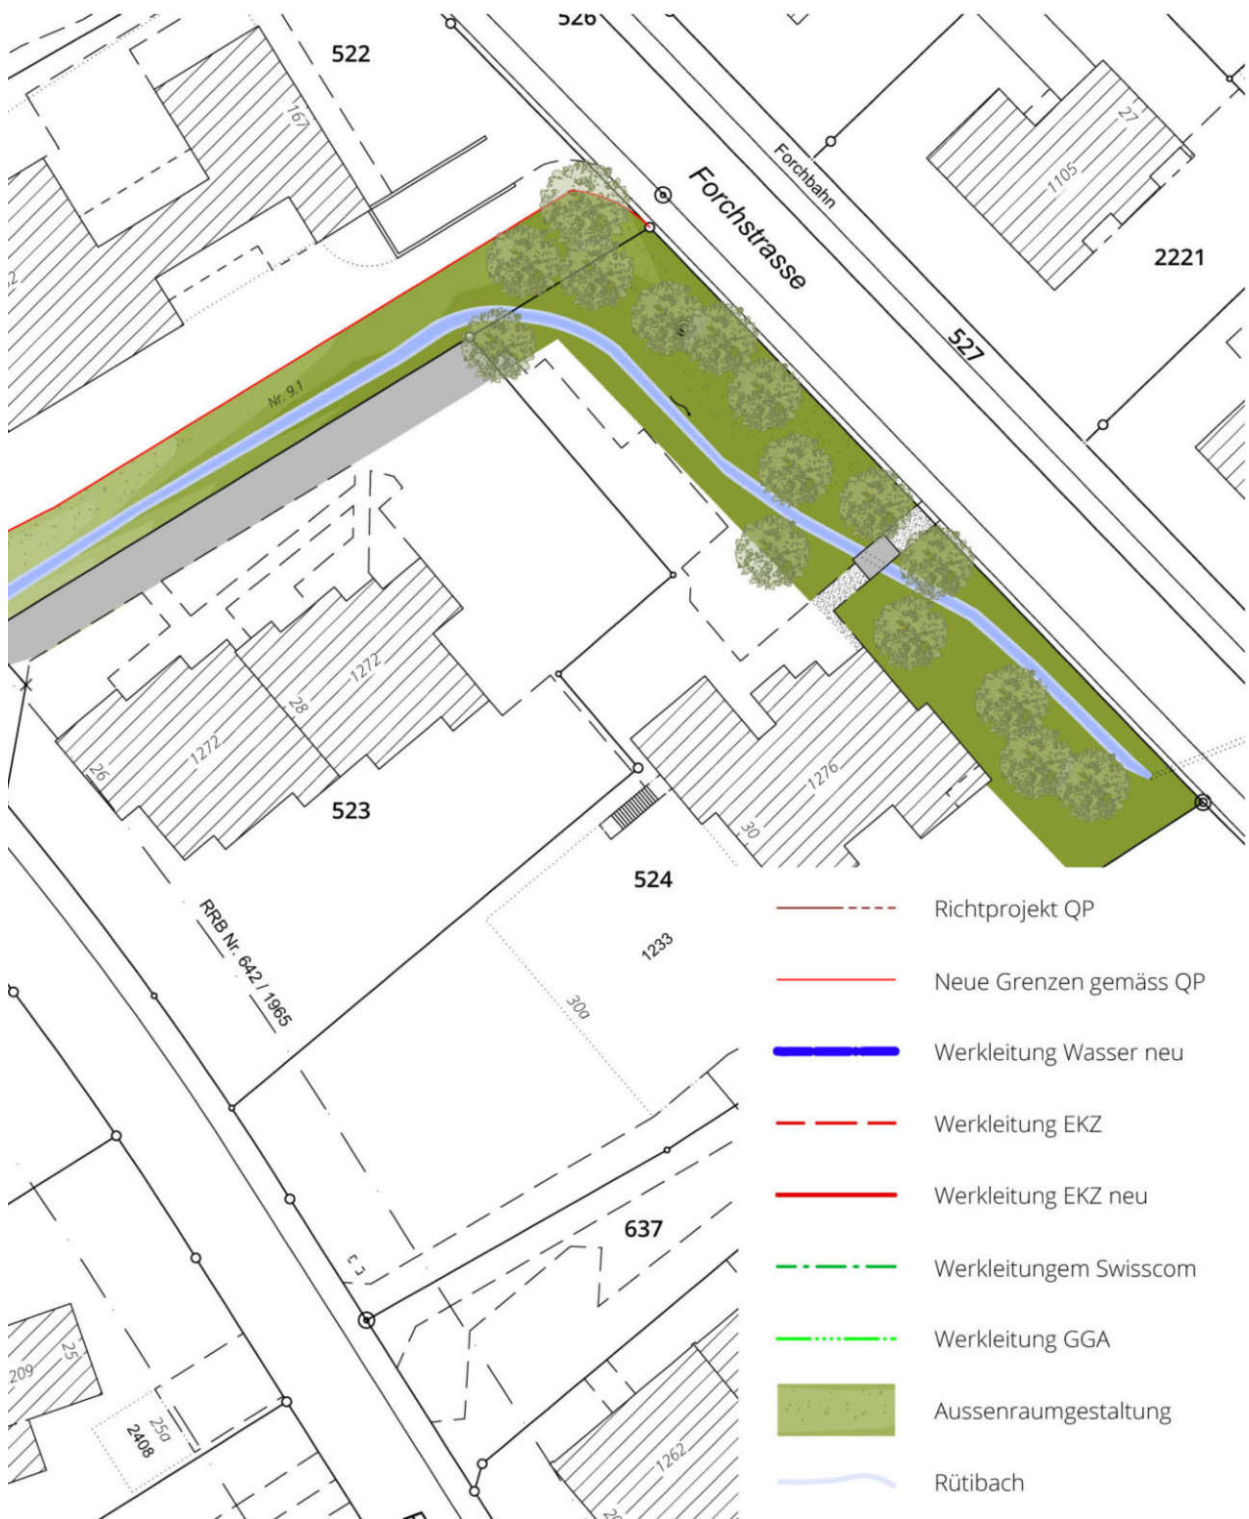 526
522
167
27
Forchbahn
1105
Forchstrasse
2221
527
Nr. 9.1
1272
28
1272
26
1276
30
523
524
1233
RRB Nr. 642 / 1965
30a
637
25
209
25a
2408
1262
Richtprojekt QP
Neue Grenzen gemäss QP
Werkleitung Wasser neu
Werkleitung EKZ
Werkleitung EKZ neu
Werkleitungem Swisscom
Werkleitung GGA
Aussenraumgestaltung
Rütibach